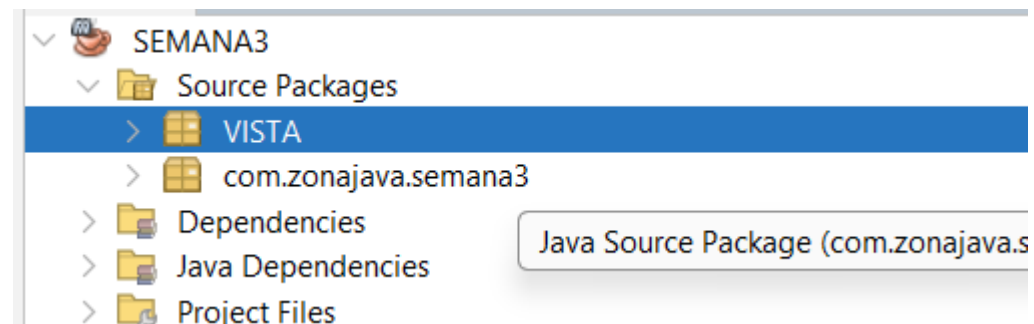 SEMANA3
Source Packages
VISTA
com.zonajava.semana3
Dependencies
Java Source Package (com.zonajava.s
Java Dependencies
Project Files